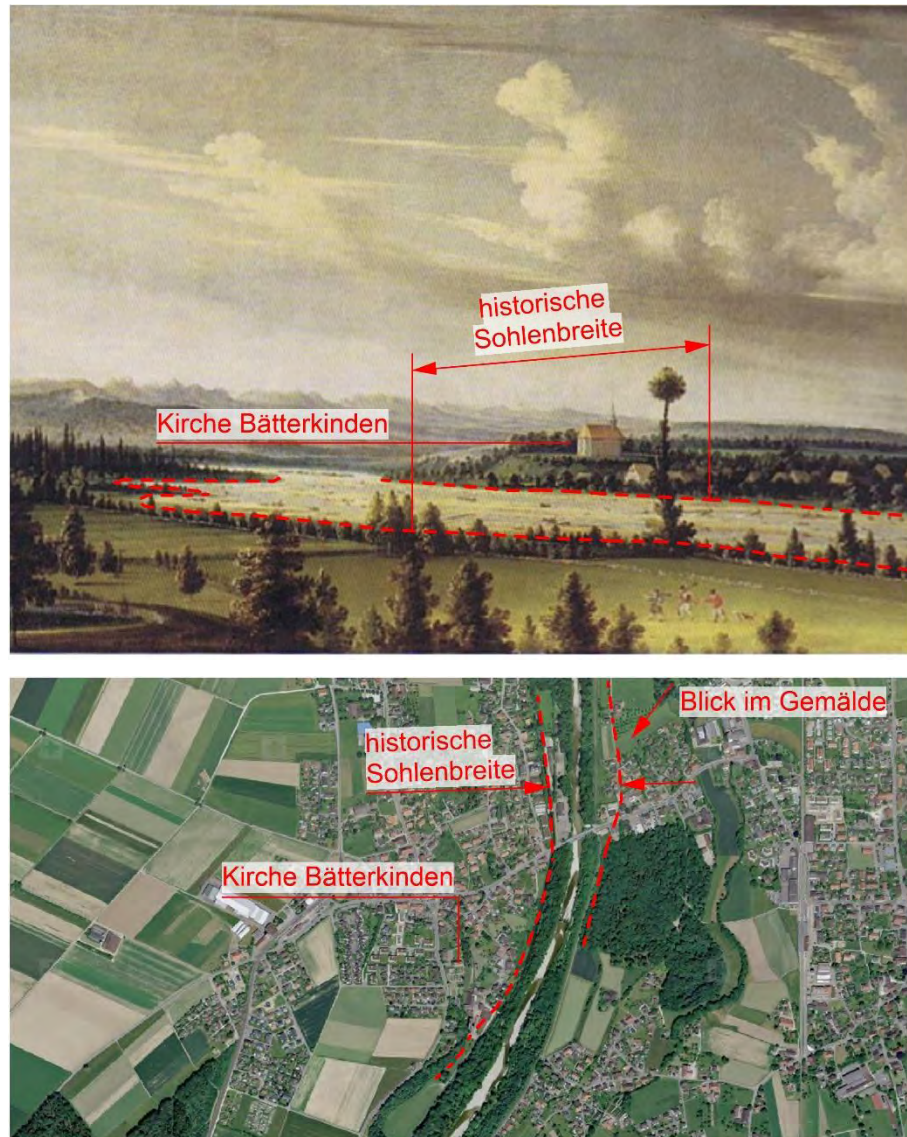 historische
Sohlenbreite
Kirche Bätterkinden
Blick im Gemälde
historische
Sohlenbreite
Kirche Bätterkinden